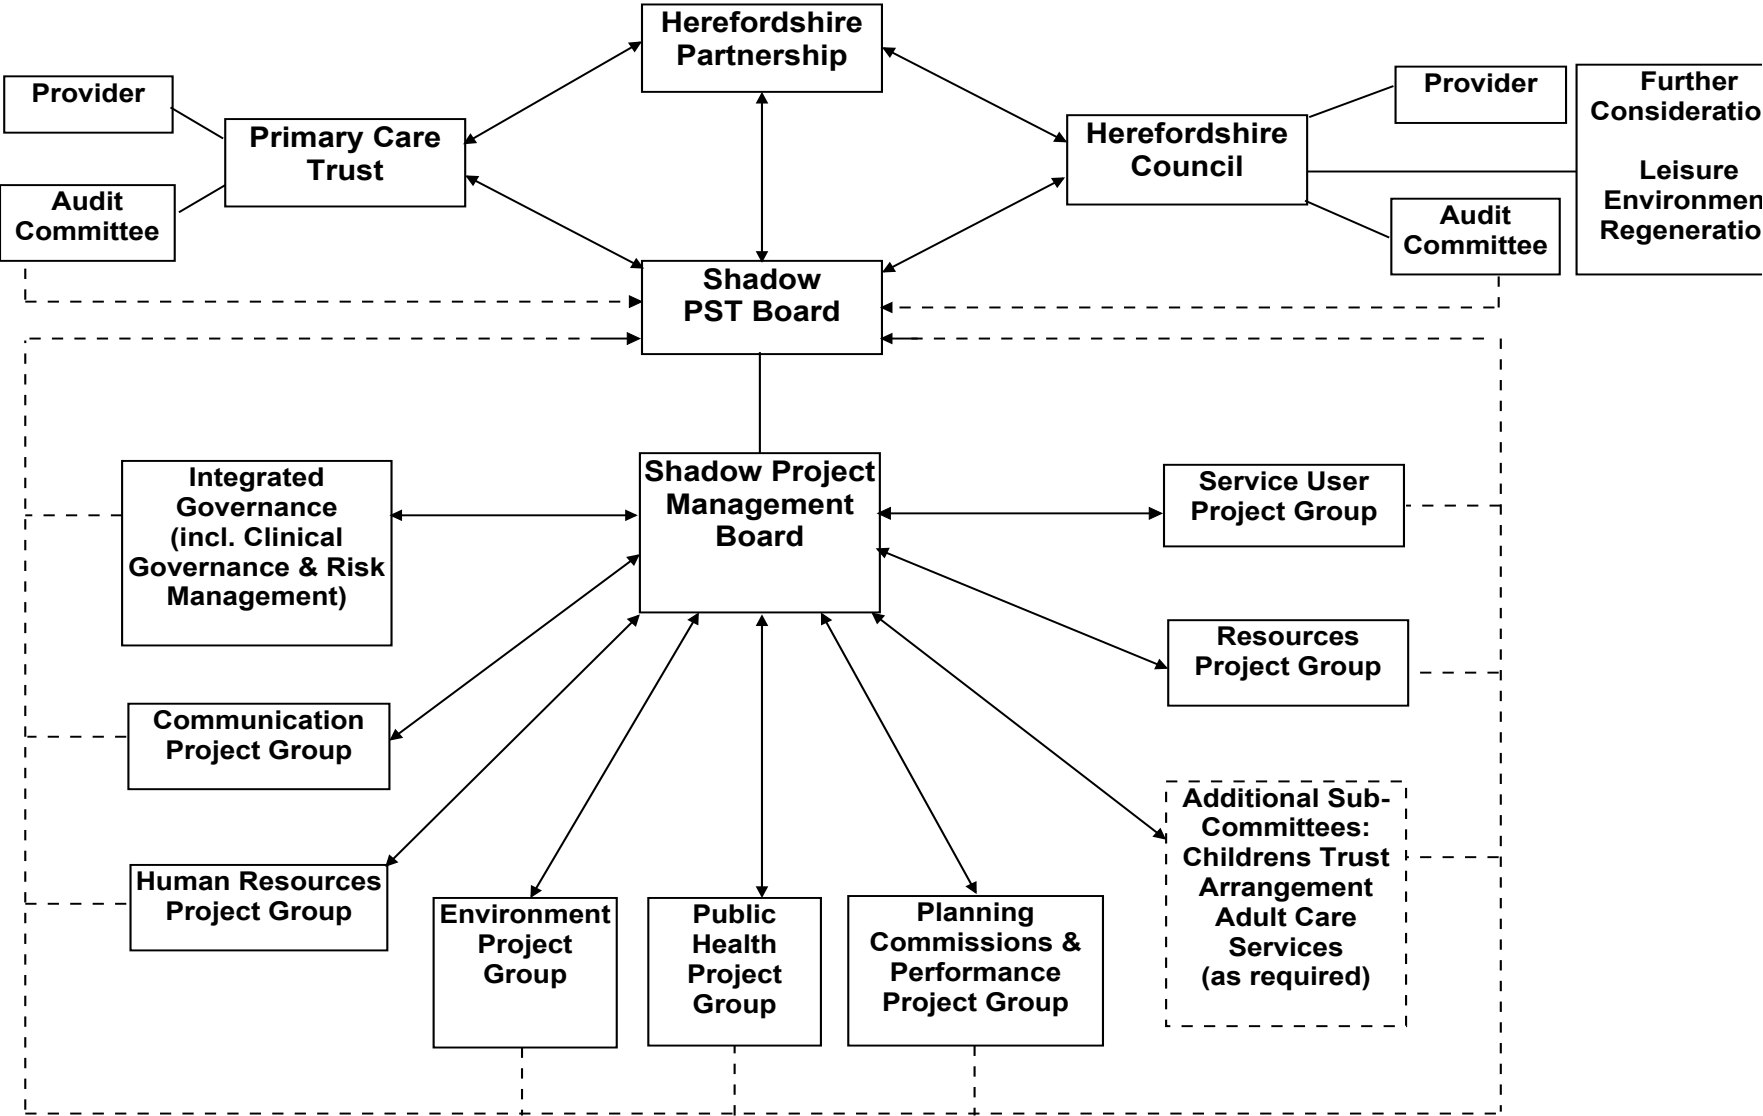 Herefordshire
Partnership
Provider
Primary Care
Trust
Audit
Committee
Herefordshire
Council
Provider
Further
Consideratio
Leisure
Environmen
Regeneratio
Audit
Committee
Shadow
PST Board
Integrated
Governance
(incl. Clinical
Governance & Risk
Management)
Shadow Project
Management
Board
Service User
Project Group
Resources
Project Group
Communication
Project Group
Additional Sub-
Committees:
Childrens Trust
Arrangement
Adult Care
Services
(as required)
Human Resources
Project Group
Environment
Project
Group
Public
Health
Project
Group
Planning
Commissions &
Performance
Project Group